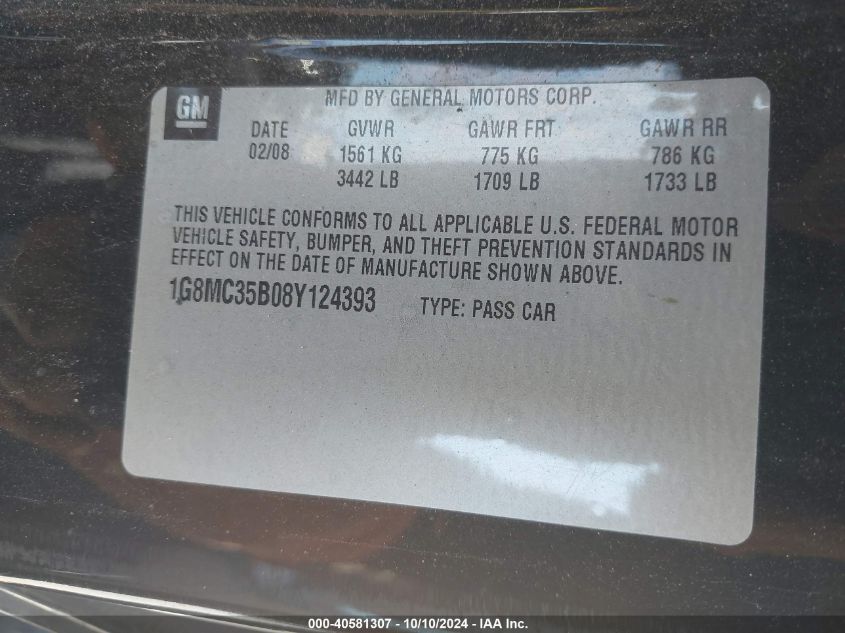 GM
MFD BY GENERAL MOTORS CORP.
DATE GVWR GAWR FRT GAWR RR
02/08 1561 KG 775 KG 786 KG
3442 LB 1709 LB 1733 LB
THIS VEHICLE CONFORMS TO ALL APPLICABLE U.S. FEDERAL MOTOR
VEHICLE SAFETY, BUMPER, AND THEFT PREVENTION STANDARDS IN
EFFECT ON THE DATE OF MANUFACTURE SHOWN ABOVE.
1G8MC35B08Y124393 TYPE: PASS CAR
000-40581307 - 10/10/2024 - IAA Inc.